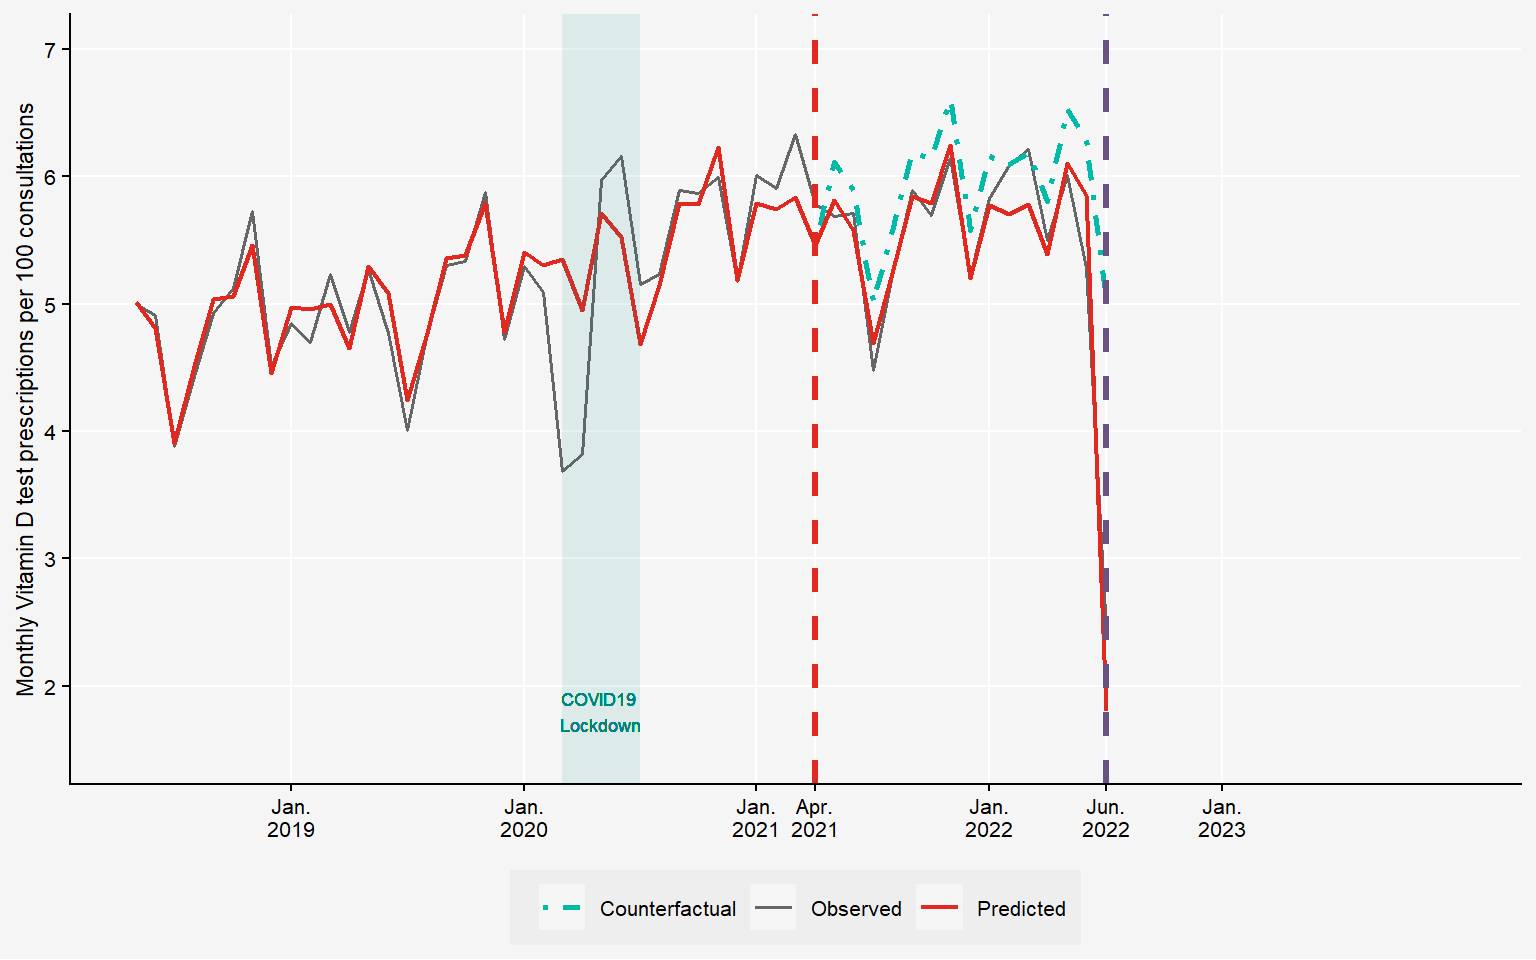 Monthly Vitamin D test prescriptions per 100 consultations
7
6
5
4
3
2
COVID19
Lockdown
Jan.
2019
Jan.
2020
Jan.
2021
Apr.
2021
Jan.
2022
Jun.
2022
Jan.
2023
Counterfactual
Observed
Predicted